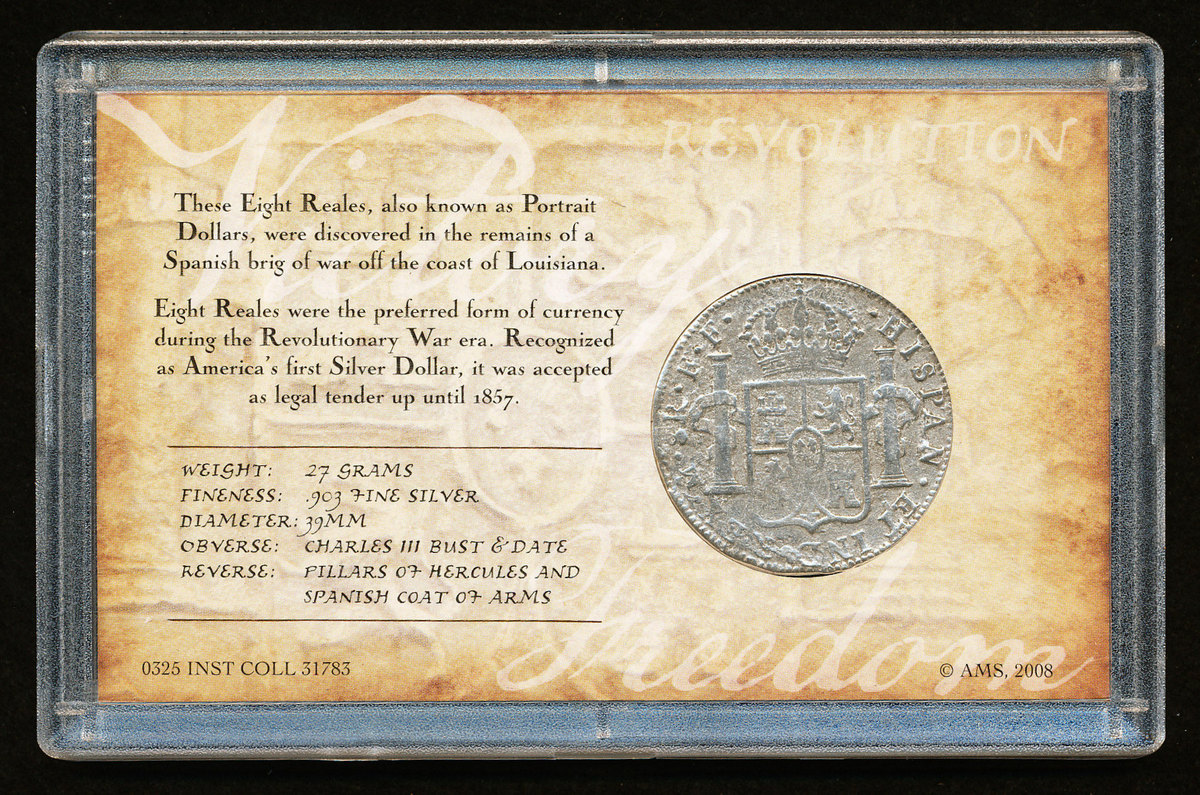 Victory
REVOLUTION
These Eight Reales, also known as Portrait
Dollars, were discovered in the remains of a
Spanish brig of war off the coast of Louisiana.
Eight Reales were the preferred form of currency
during the Revolutionary War era. Recognized
as America's first Silver Dollar, it was accepted
as legal tender up until 1857.
WEIGHT: 27 GRAMS
FINENESS: .903 FINE SILVER
DIAMETER: 39MM
OBVERSE: CHARLES III BUST & DATE
REVERSE: PILLARS OF HERCULES AND
SPANISH COAT OF ARMS
F.F. HISPAN. ET IND
Freedom
0325 INST COLL 31783
© AMS, 2008